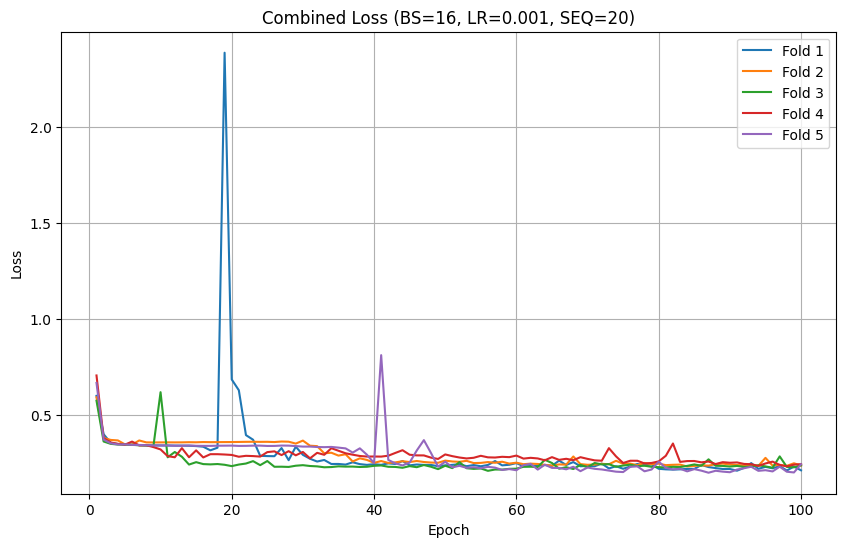 Combined Loss (BS=16, LR=0.001, SEQ=20)
Fold 1
Fold 2
Fold 3
Fold 4
Fold 5
2.0
1.5
1.0
0.5
Loss
0 20 40 60 80 100
Epoch